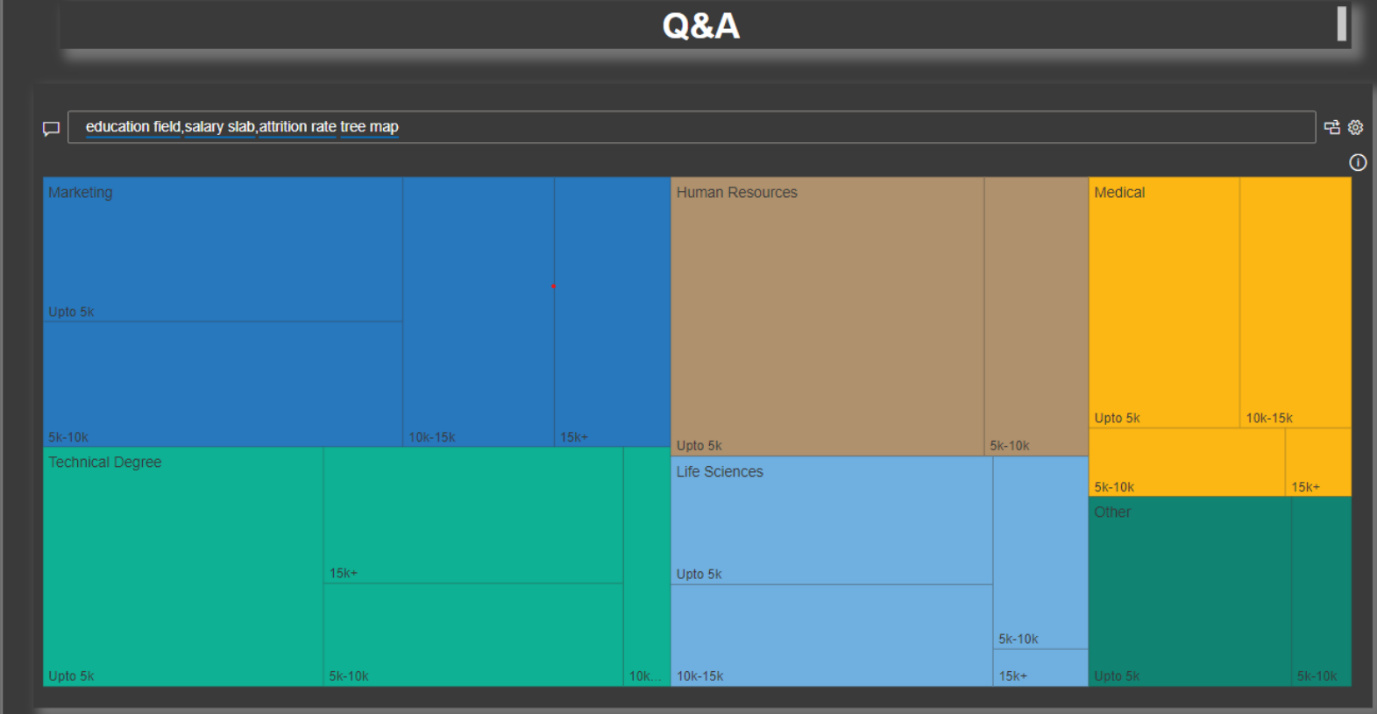 Q&A
education field,salary slab,attrition rate tree map
Marketing
Upto 5k
5k-10k
10k-15k
15k+
Technical Degree
Upto 5k
15k+
5k-10k
10k...
Human Resources
Upto 5k
5k-10k
Life Sciences
Upto 5k
10k-15k
5k-10k
15k+
Medical
Upto 5k
10k-15k
5k-10k
15k+
Other
Upto 5k
5k-10k